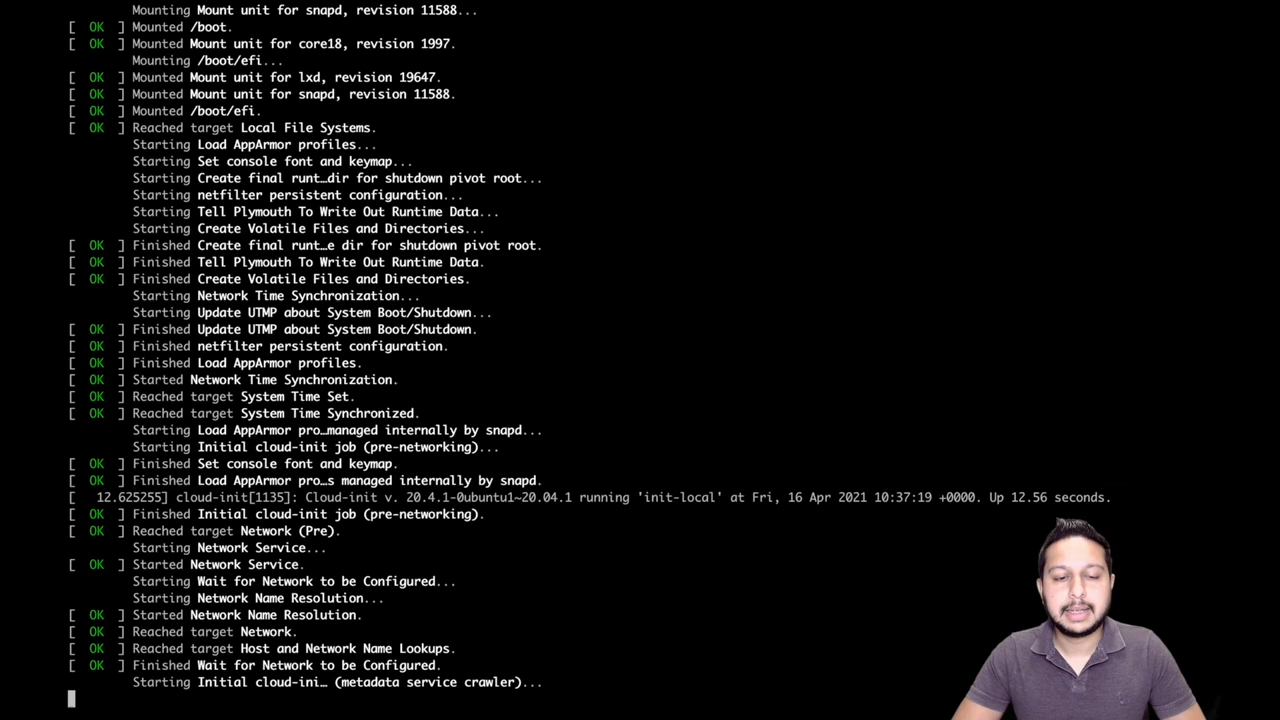 Mounting Mount unit for snapd, revision 11588...
[  OK  ] Mounted /boot.
[  OK  ] Mounted Mount unit for core18, revision 1997.
Mounting /boot/efi...
[  OK  ] Mounted Mount unit for lxd, revision 19647.
[  OK  ] Mounted Mount unit for snapd, revision 11588.
[  OK  ] Mounted /boot/efi.
[  OK  ] Reached target Local File Systems.
Starting Load AppArmor profiles...
Starting Set console font and keymap...
Starting Create final runt…dir for shutdown pivot root...
Starting netfilter persistent configuration...
Starting Tell Plymouth To Write Out Runtime Data...
Starting Create Volatile Files and Directories...
[  OK  ] Finished Create final runt…e dir for shutdown pivot root.
[  OK  ] Finished Tell Plymouth To Write Out Runtime Data.
[  OK  ] Finished Create Volatile Files and Directories.
Starting Network Time Synchronization...
Starting Update UTMP about System Boot/Shutdown...
[  OK  ] Finished Update UTMP about System Boot/Shutdown.
[  OK  ] Finished netfilter persistent configuration.
[  OK  ] Finished Load AppArmor profiles.
[  OK  ] Started Network Time Synchronization.
[  OK  ] Reached target System Time Set.
[  OK  ] Reached target System Time Synchronized.
Starting Load AppArmor pro…managed internally by snapd...
Starting Initial cloud-init job (pre-networking)...
[  OK  ] Finished Set console font and keymap.
[  OK  ] Finished Load AppArmor pro…s managed internally by snapd.
[   12.625255] cloud-init[1135]: Cloud-init v. 20.4.1-0ubuntu1~20.04.1 running 'init-local' at Fri, 16 Apr 2021 10:37:19 +0000. Up 12.56 seconds.
[  OK  ] Finished Initial cloud-init job (pre-networking).
[  OK  ] Reached target Network (Pre).
Starting Network Service...
[  OK  ] Started Network Service.
Starting Wait for Network to be Configured...
Starting Network Name Resolution...
[  OK  ] Started Network Name Resolution.
[  OK  ] Reached target Network.
[  OK  ] Reached target Host and Network Name Lookups.
[  OK  ] Finished Wait for Network to be Configured.
Starting Initial cloud-ini… (metadata service crawler)...